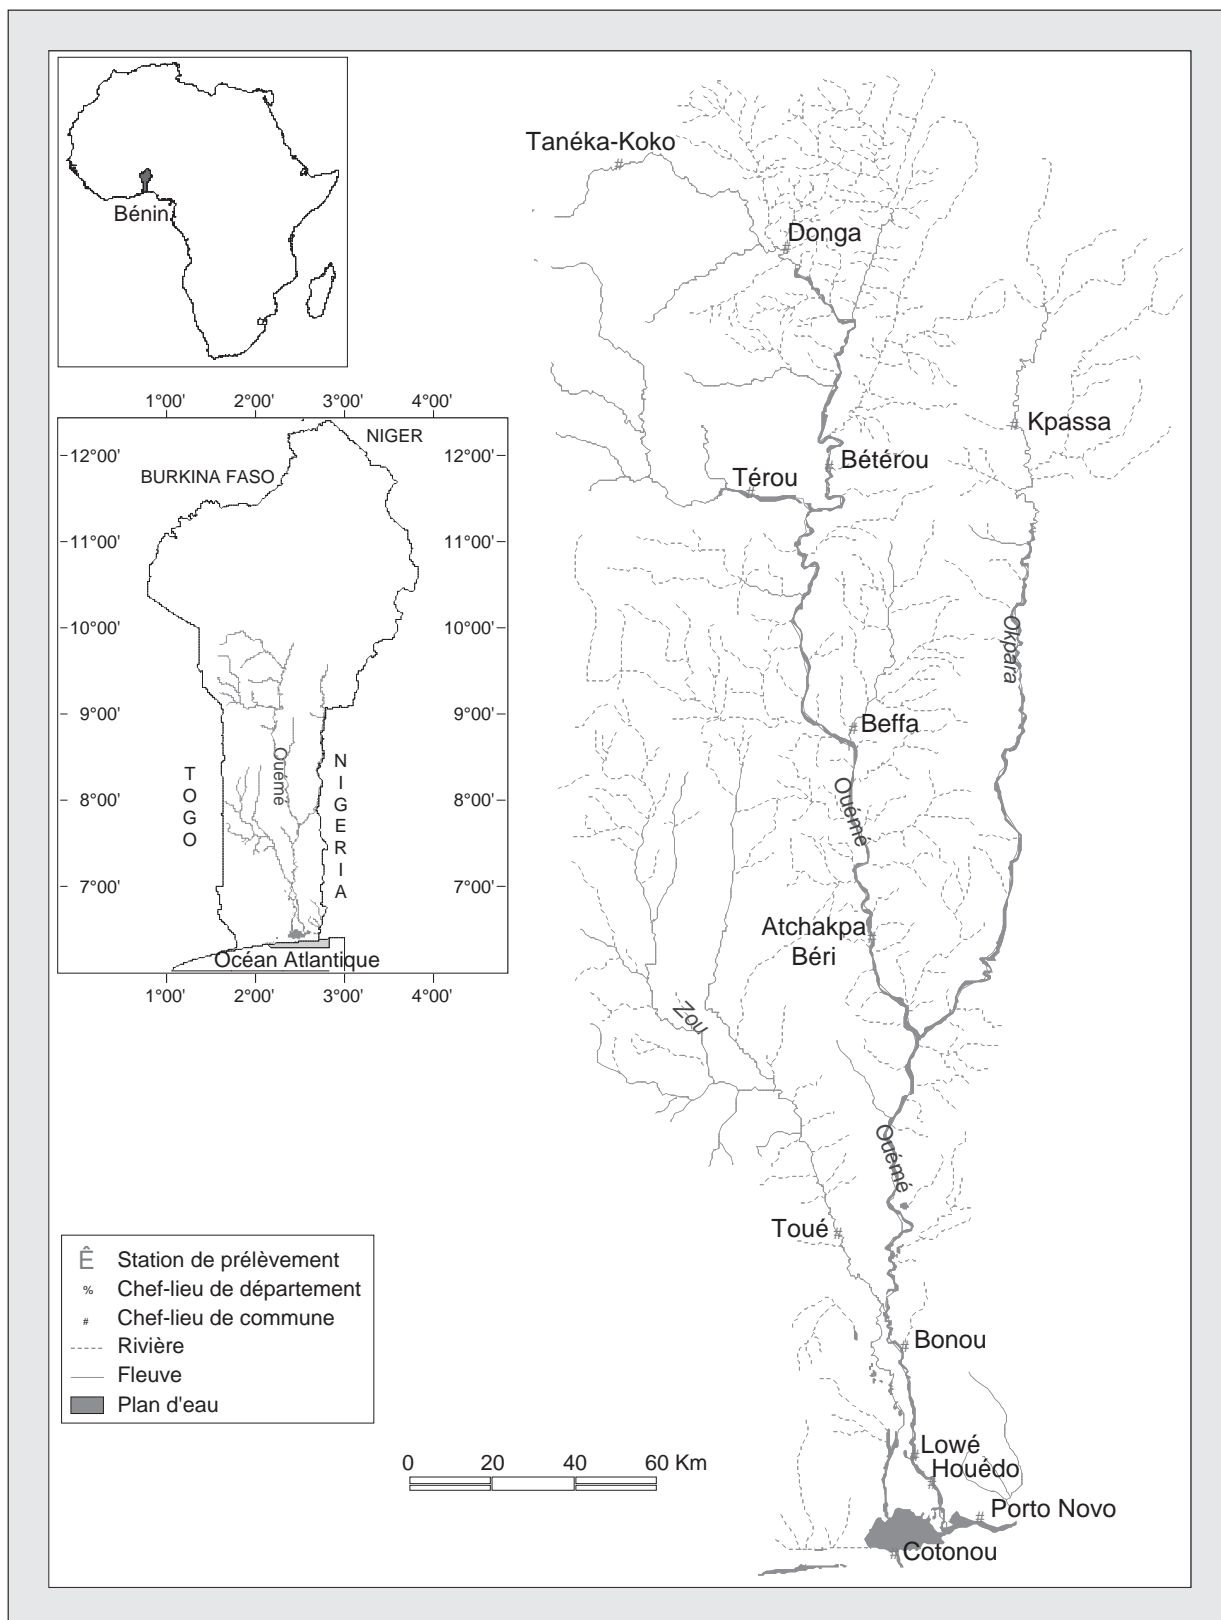 Bénin
1°00' 2°00' 3°00' 4°00'
NIGER
BURKINA FASO
12°00' 12°00'
11°00' 11°00'
10°00' 10°00'
9°00' 9°00'
8°00' 8°00'
7°00' 7°00'
TOGO
Ouémé
NIGERIA
Océan Atlantique
1°00' 2°00' 3°00' 4°00'
Tanéka-Koko
Donga
Kpassa
Bétérou
Térou
Okpara
Beffa
Ouémé
Atchakpa
Béri
Zou
Ouémé
Toué
Bonou
Lowé
Houédo
Porto Novo
Cotonou
Ê Station de prélèvement
% Chef-lieu de département
# Chef-lieu de commune
Rivière
Fleuve
Plan d'eau
0 20 40 60 Km